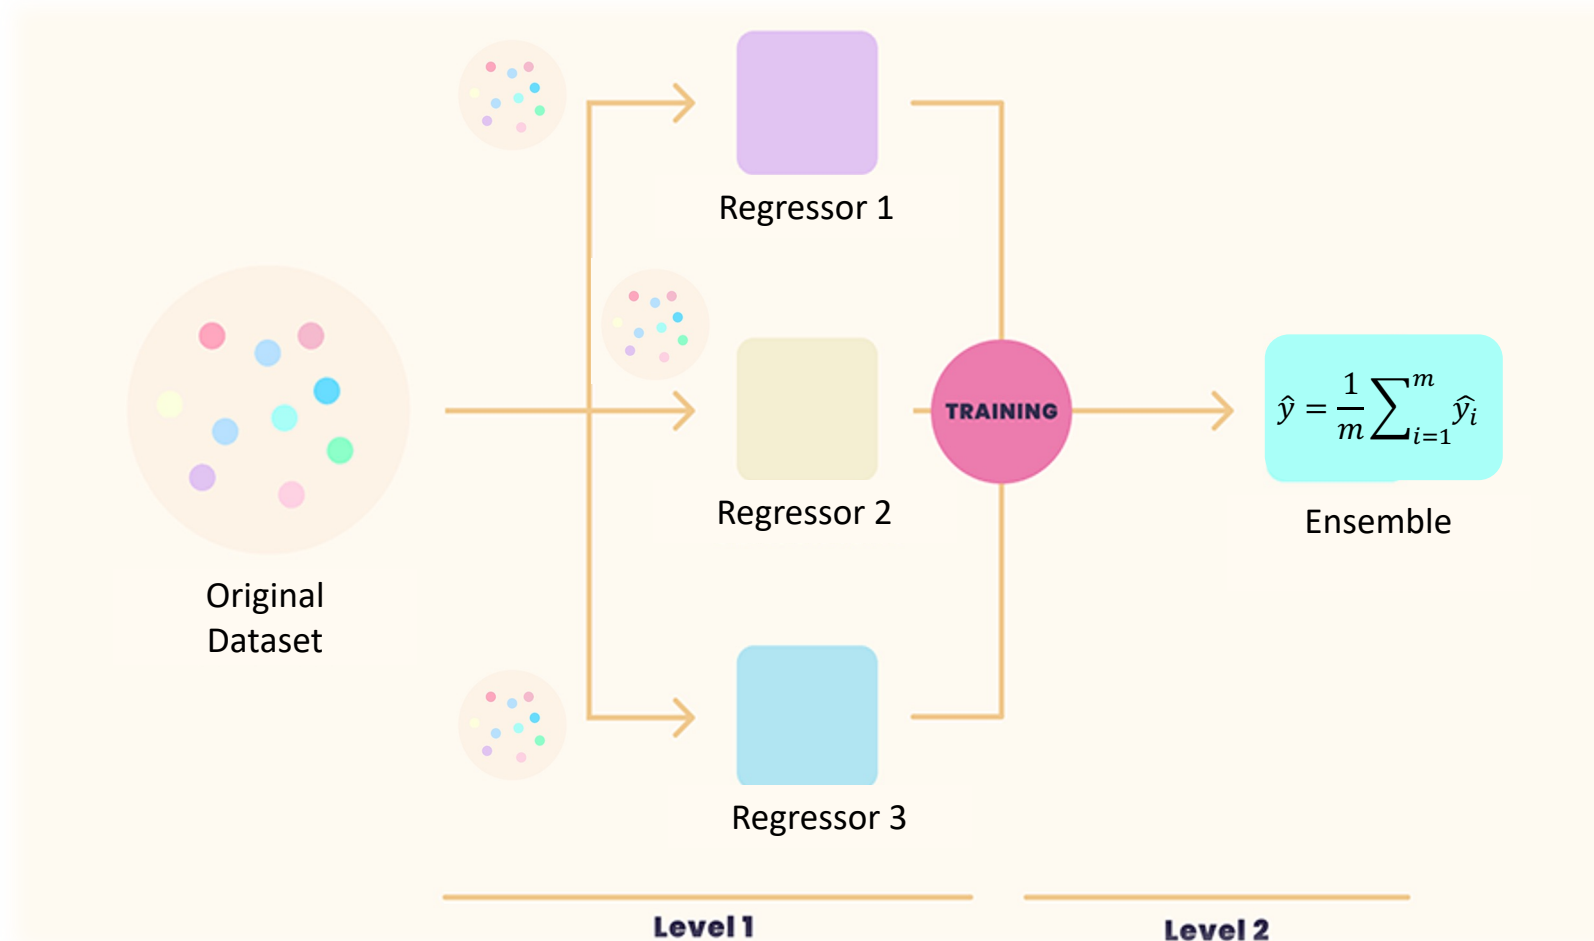 Regressor 1
TRAINING
ŷ = 1/m ∑_{i=1}^{m} ŷ_i
Regressor 2
Ensemble
Original
Dataset
Regressor 3
Level 1
Level 2